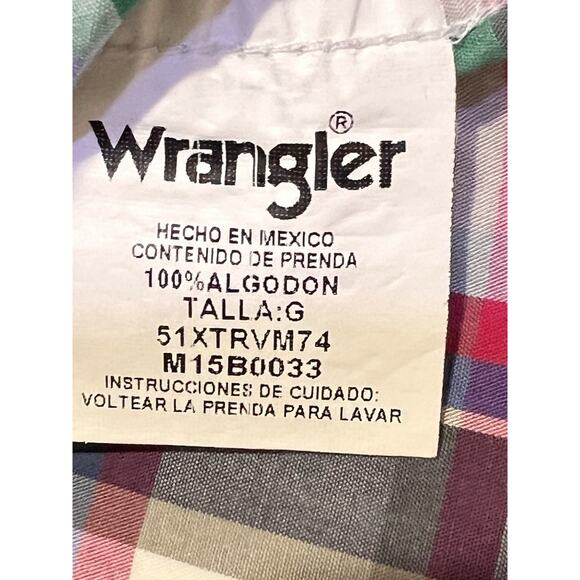 Wrangler®
HECHO EN MEXICO
CONTENIDO DE PRENDA
100%ALGODON
TALLA:G
51XTRVM74
M15B0033
INSTRUCCIONES DE CUIDADO:
VOLTEAR LA PRENDA PARA LAVAR